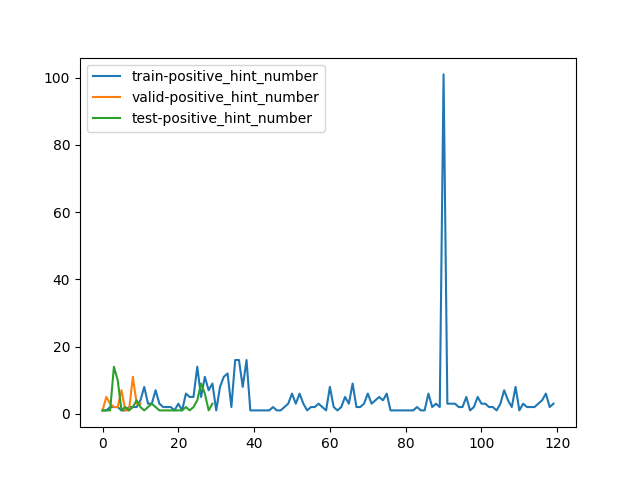 train-positive_hint_number
valid-positive_hint_number
test-positive_hint_number
100
80
60
40
20
0
0 20 40 60 80 100 120